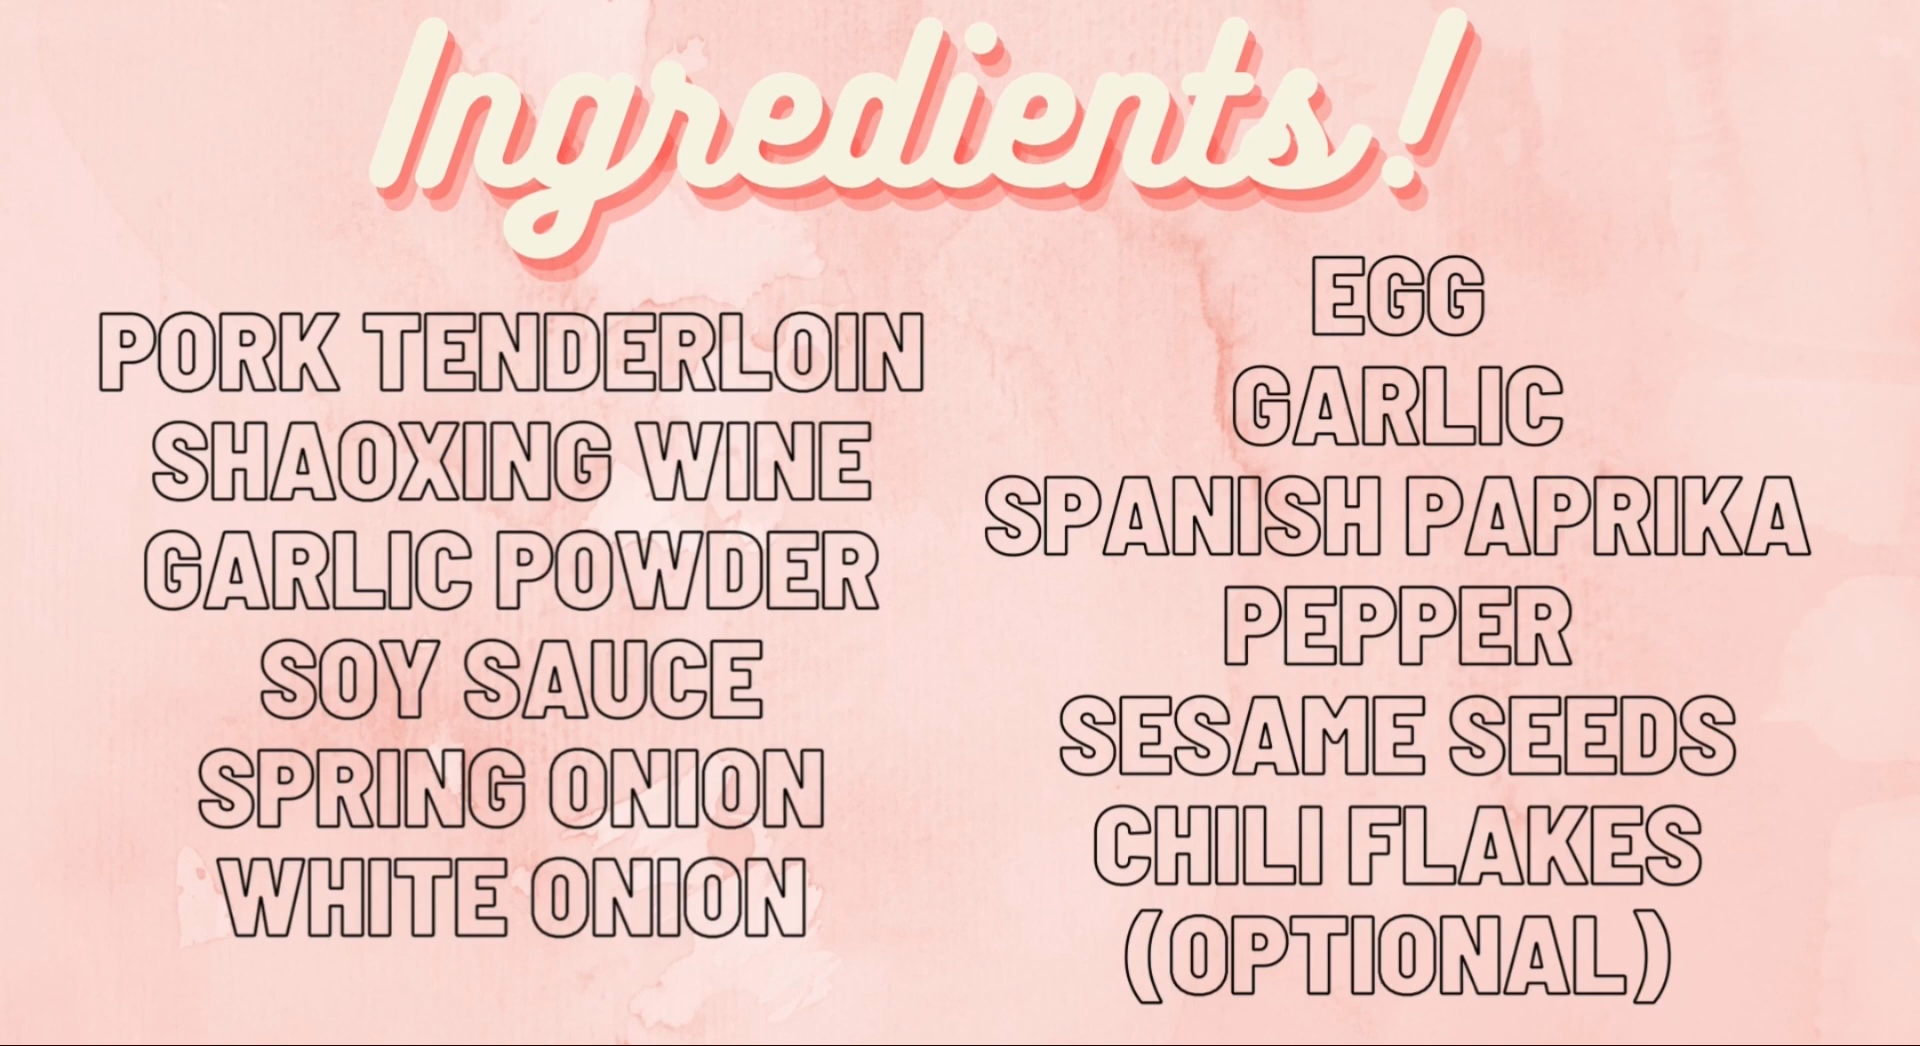 Ingredients!
PORK TENDERLOIN
SHAOXING WINE
GARLIC POWDER
SOY SAUCE
SPRING ONION
WHITE ONION
EGG
GARLIC
SPANISH PAPRIKA
PEPPER
SESAME SEEDS
CHILI FLAKES
(OPTIONAL)